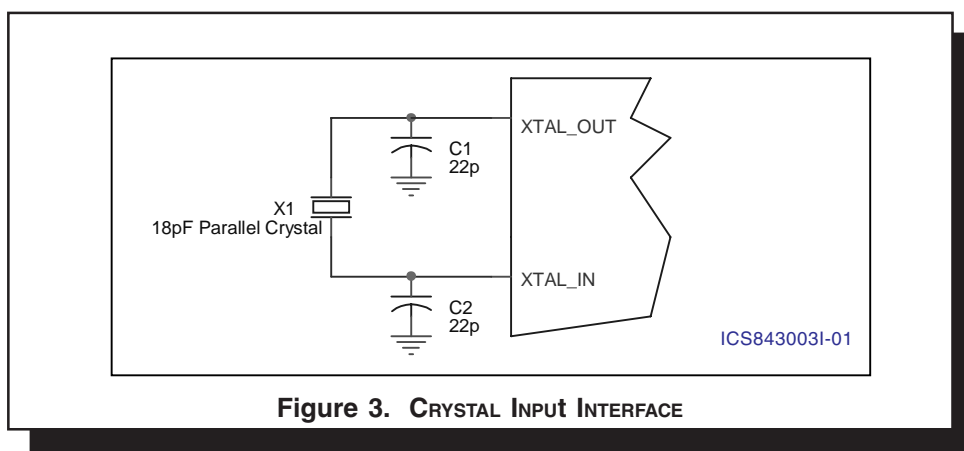 XTAL_OUT
C1
22p
X1
18pF Parallel Crystal
XTAL_IN
C2
22p
ICS843003I-01
Figure 3. CRYSTAL INPUt INTERFACE